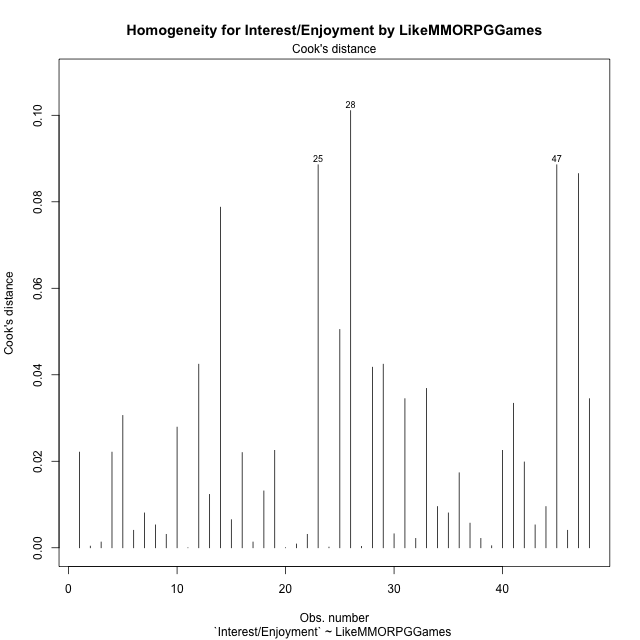 Homogeneity for Interest/Enjoyment by LikeMMORPGGames
Cook's distance
28
25
47
0.10
0.08
0.06
0.04
0.02
0.00
Cook's distance
0 10 20 30 40
Obs. number
`Interest/Enjoyment` ~ LikeMMORPGGames